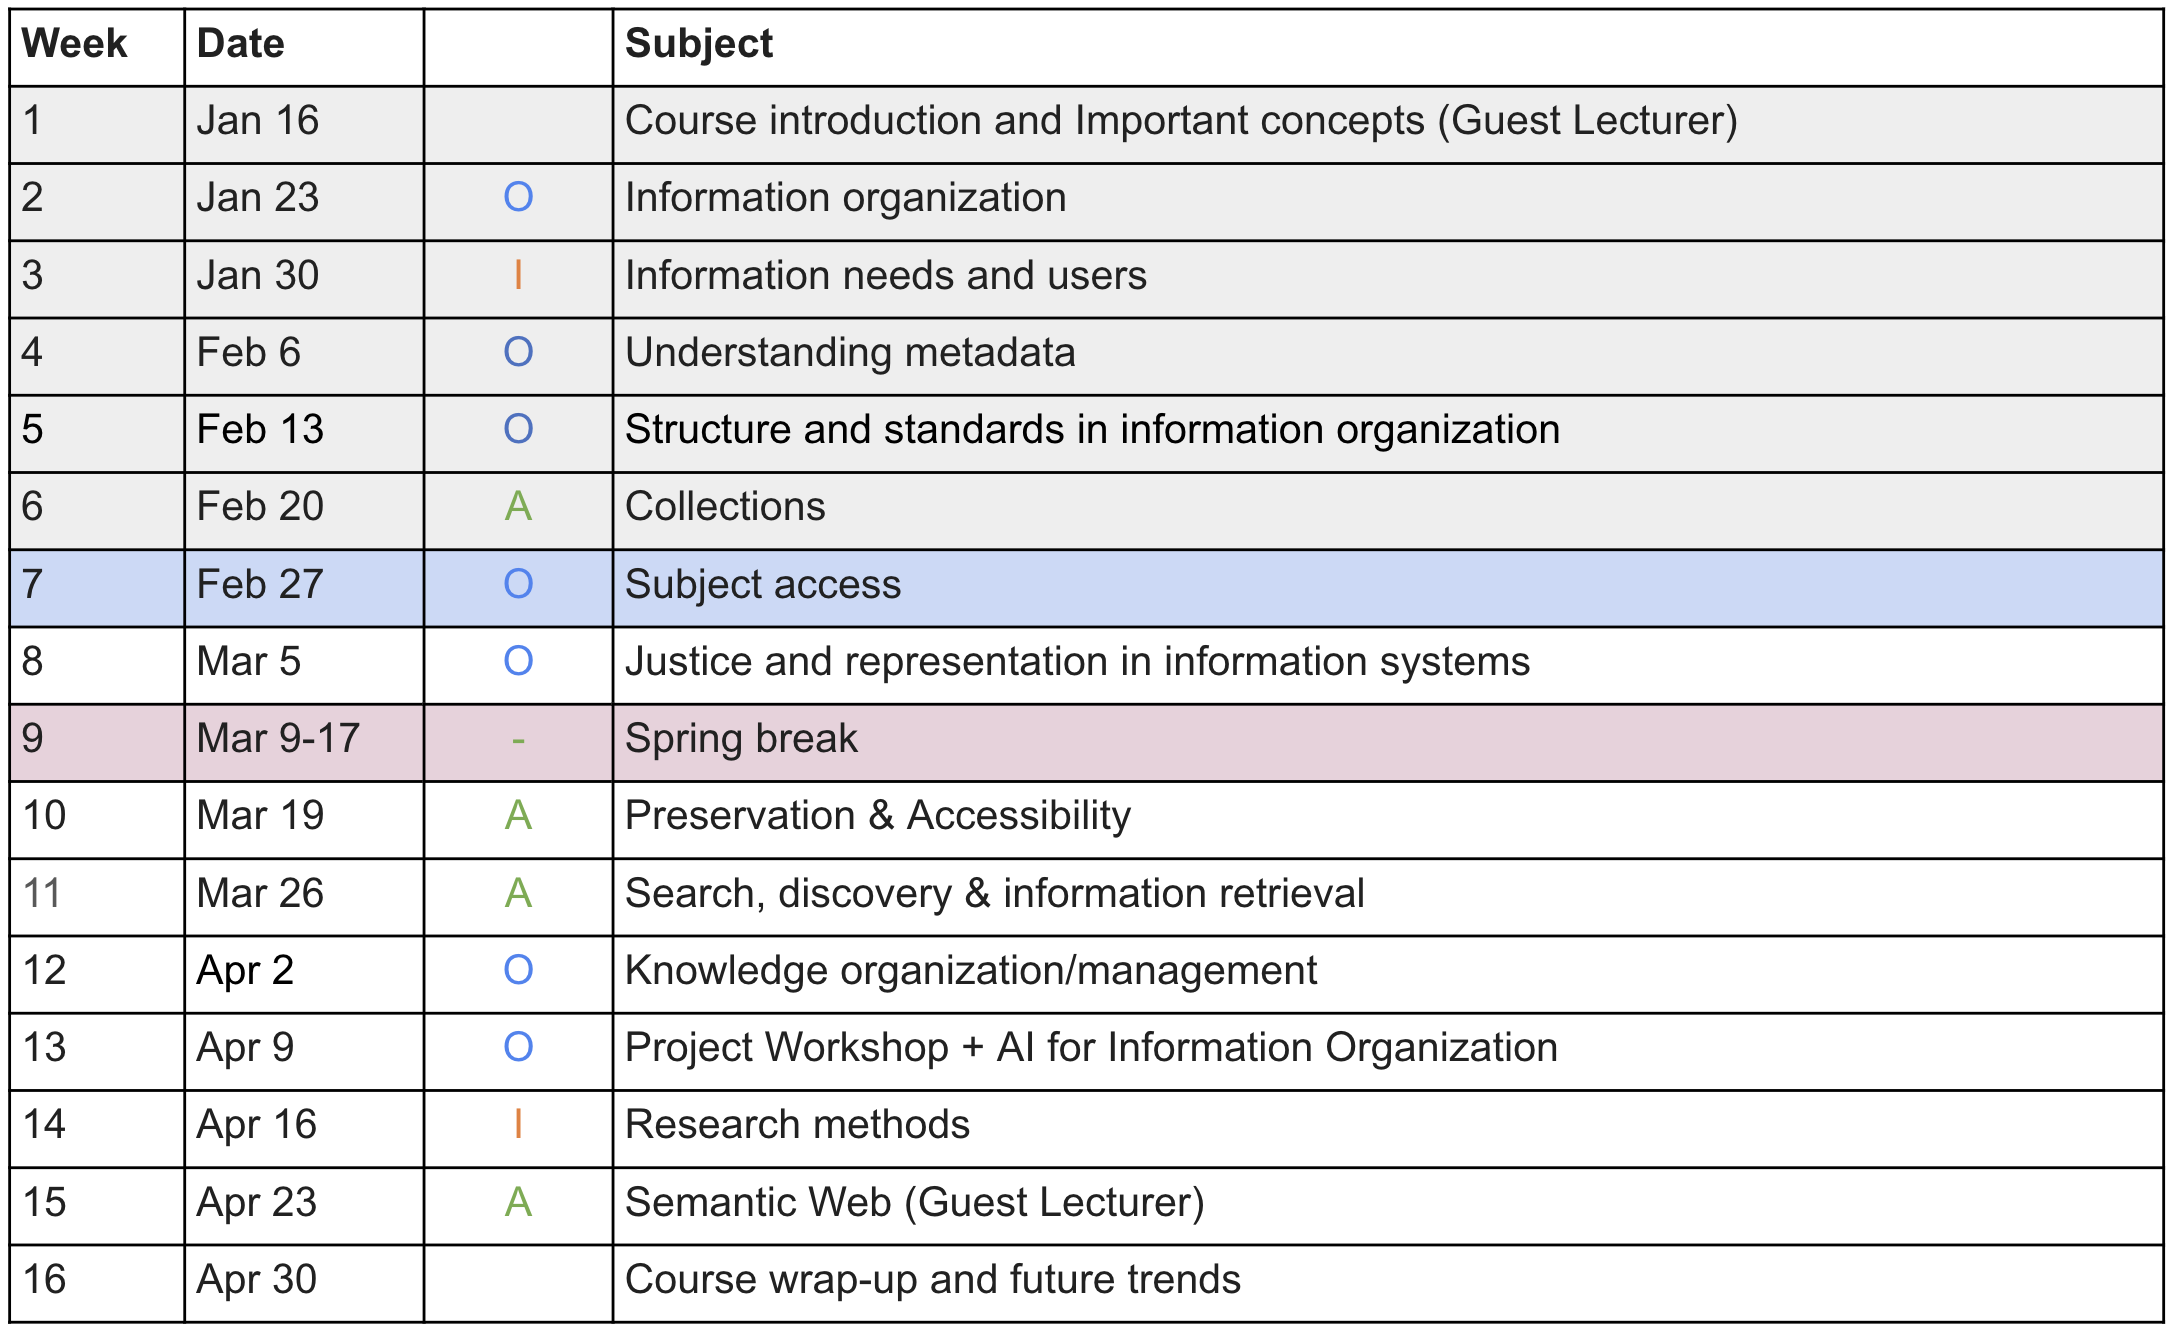 Week Date Subject
1 Jan 16 Course introduction and Important concepts (Guest Lecturer)
2 Jan 23 O Information organization
3 Jan 30 I Information needs and users
4 Feb 6 O Understanding metadata
5 Feb 13 O Structure and standards in information organization
6 Feb 20 A Collections
7 Feb 27 O Subject access
8 Mar 5 O Justice and representation in information systems
9 Mar 9-17 - Spring break
10 Mar 19 A Preservation & Accessibility
11 Mar 26 A Search, discovery & information retrieval
12 Apr 2 O Knowledge organization/management
13 Apr 9 O Project Workshop + AI for Information Organization
14 Apr 16 I Research methods
15 Apr 23 A Semantic Web (Guest Lecturer)
16 Apr 30 Course wrap-up and future trends